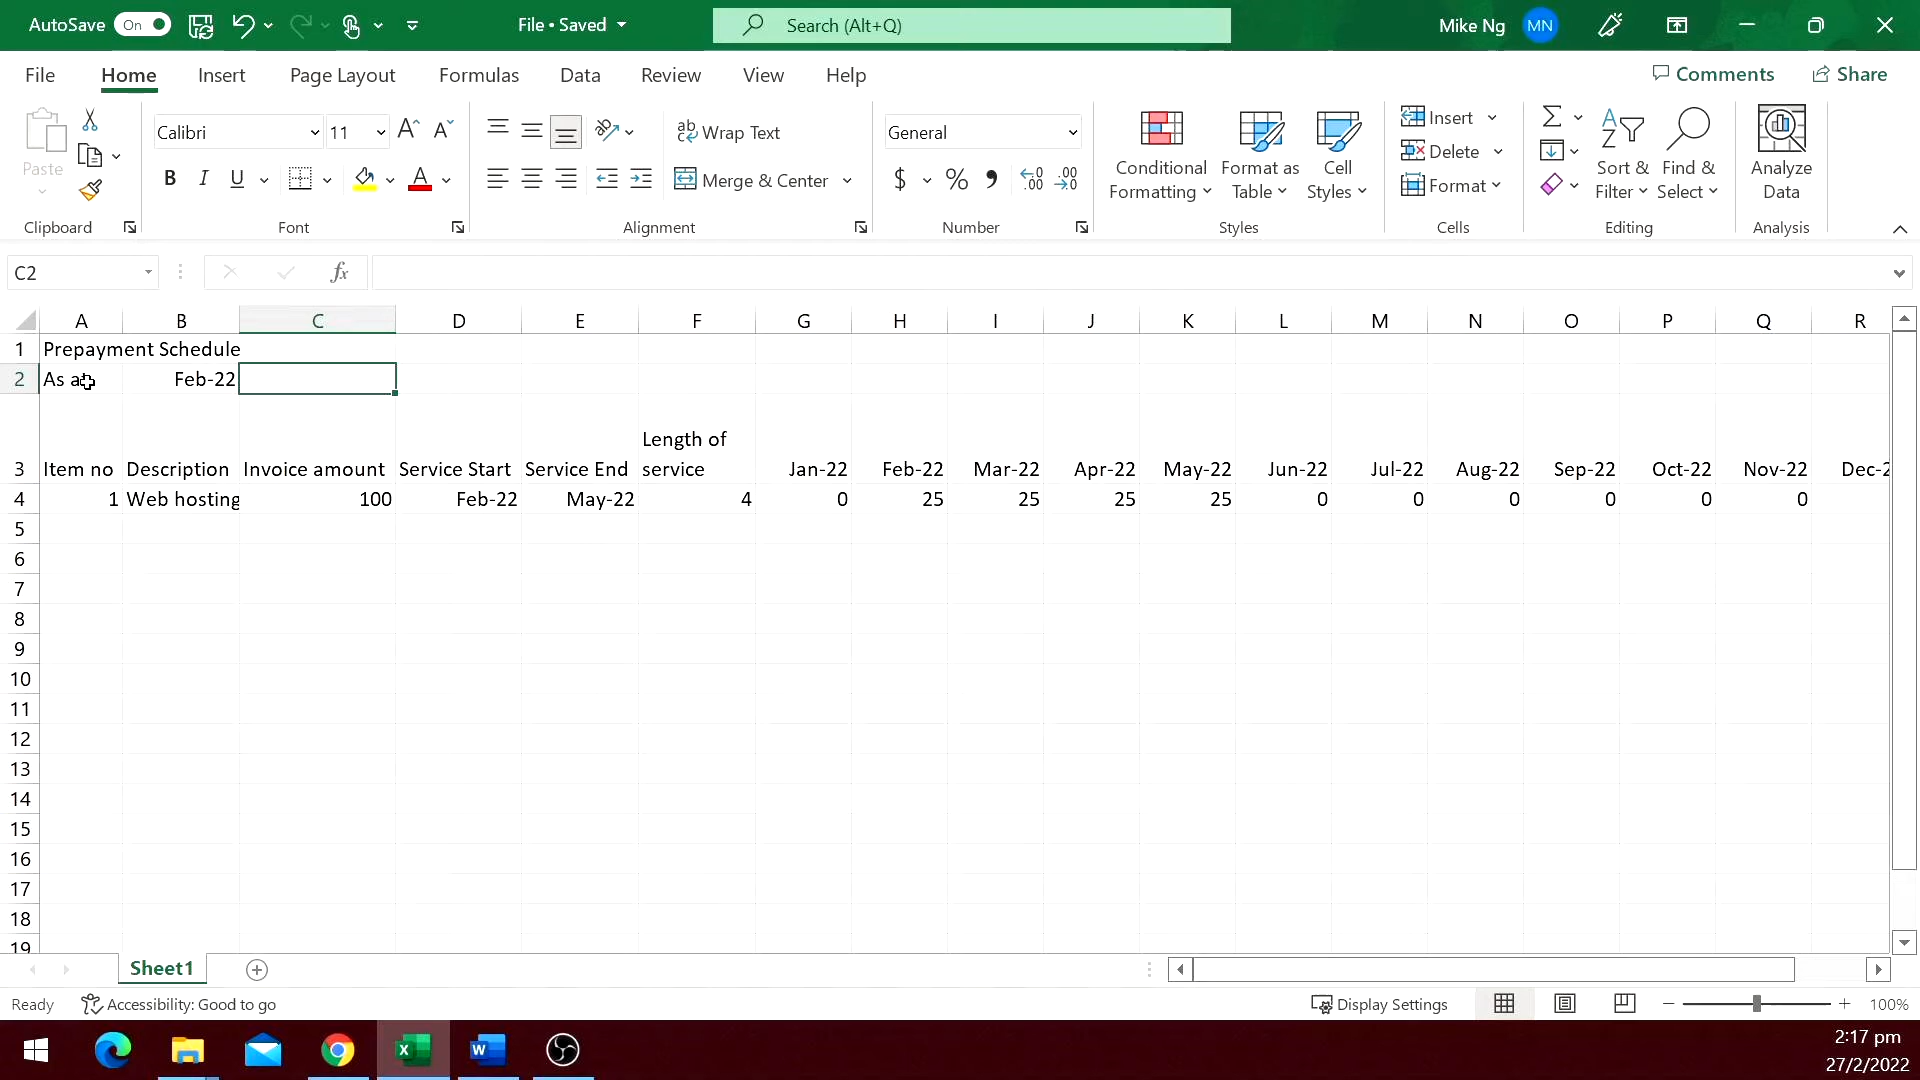 AutoSave On File • Saved Search (Alt+Q) Mike Ng MN
File Home Insert Page Layout Formulas Data Review View Help Comments Share
Calibri 11 ab Wrap Text General Insert
Paste Conditional Formatting Format as Table Cell Styles Delete Sort & Filter Find & Select Analyze Data
B I U A Merge & Center $ % Format
Clipboard Font Alignment Number Styles Cells Editing Analysis
C2 fx
A B C D E F G H I J K L M N O P Q R
1 Prepayment Schedule
2 As Feb-22
Length of
3 Item no Description Invoice amount Service Start Service End service Jan-22 Feb-22 Mar-22 Apr-22 May-22 Jun-22 Jul-22 Aug-22 Sep-22 Oct-22 Nov-22
4 1 Web hosting 100 Feb-22 May-22 4 0 25 25 25 25 0 0 0 0 0 0
5
6
7
8
9
10
11
12
13
14
15
16
17
18
19
Sheet1
Ready Accessibility: Good to go Display Settings 100%
2:17 pm
27/2/2022